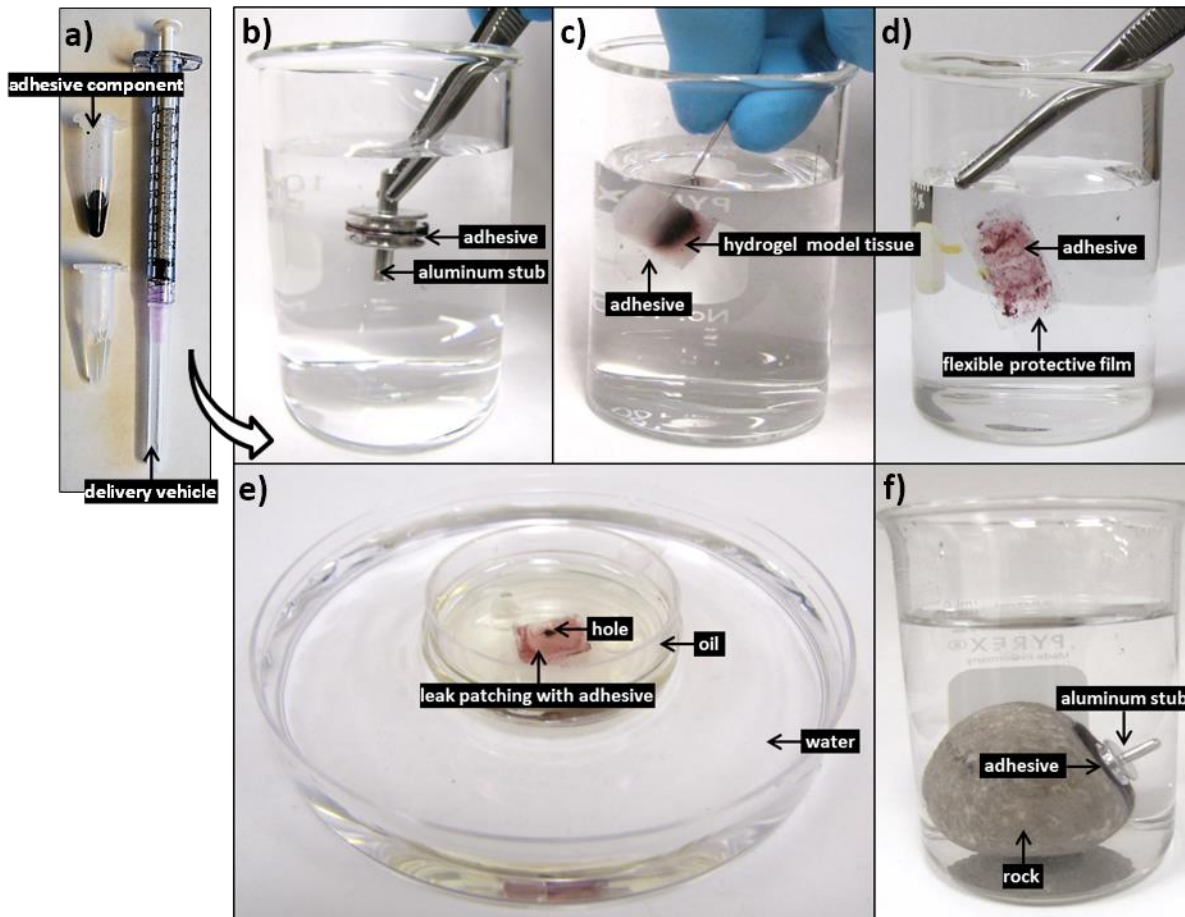 a)
adhesive component
delivery vehicle
b)
adhesive
aluminum stub
c)
hydrogel model tissue
adhesive
d)
adhesive
flexible protective film
e)
hole
oil
leak patching with adhesive
water
f)
PYREX®
aluminum stub
adhesive
rock